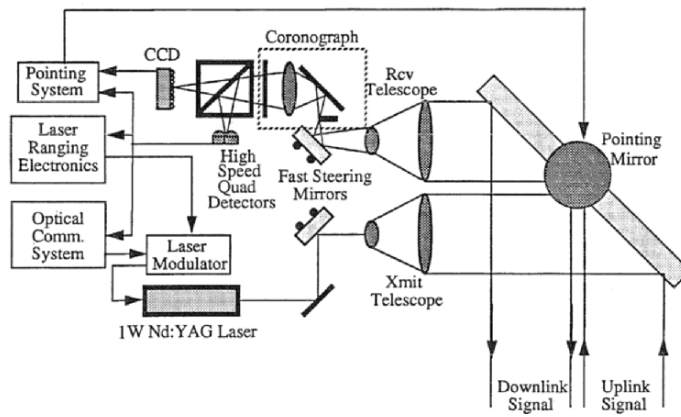 Coronograph
CCD
Pointing
System
Rcv
Telescope
Laser
Ranging
Electronics
High
Speed
Quad
Detectors
Fast Steering
Mirrors
Pointing
Mirror
Optical
Comm.
System
Laser
Modulator
Xmit
Telescope
1W Nd:YAG Laser
Downlink
Signal
Uplink
Signal